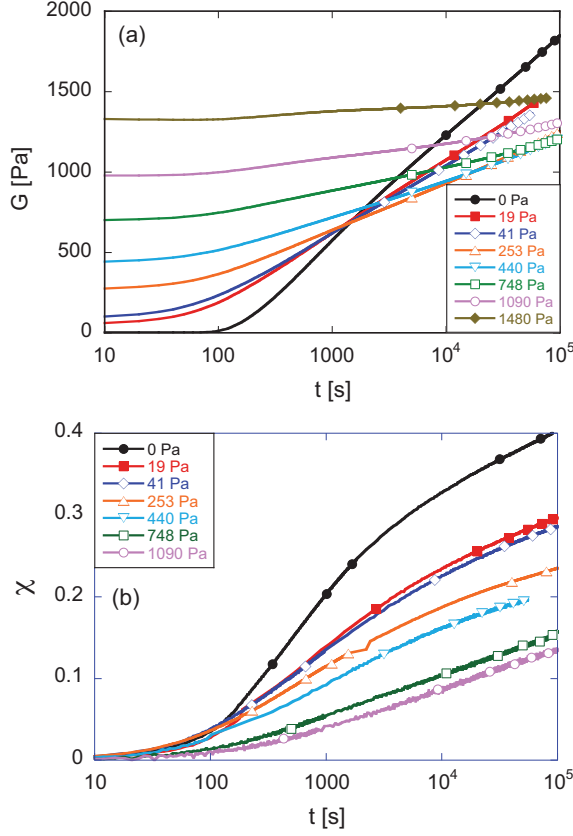 (a)
2000
1500
1000
500
0
G [Pa]
0 Pa
19 Pa
41 Pa
253 Pa
440 Pa
748 Pa
1090 Pa
1480 Pa
10 100 1000 10⁴ 10⁵
t [s]
0.4
0.3
0.2
0.1
0
χ
0 Pa
19 Pa
41 Pa
253 Pa
440 Pa
748 Pa
1090 Pa
(b)
10 100 1000 10⁴ 10⁵
t [s]